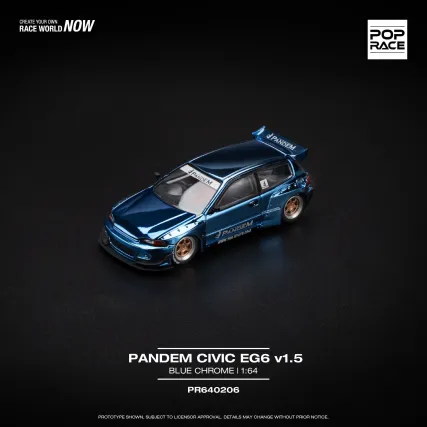 CREATE YOUR OWN
RACE WORLD NOW
POP
RACE
PANDEM
PANDEM
PANDEM
PANDEM CIVIC EG6 v1.5
BLUE CHROME | 1:64
PR640206
PROTOTYPE SHOWN, SUBJECT TO LICENSOR APPROVAL. DETAILS MAY CHANGE WITHOUT PRIOR NOTICE.